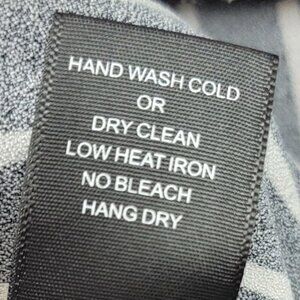 HAND WASH COLD
OR
DRY CLEAN
LOW HEAT IRON
NO BLEACH
HANG DRY